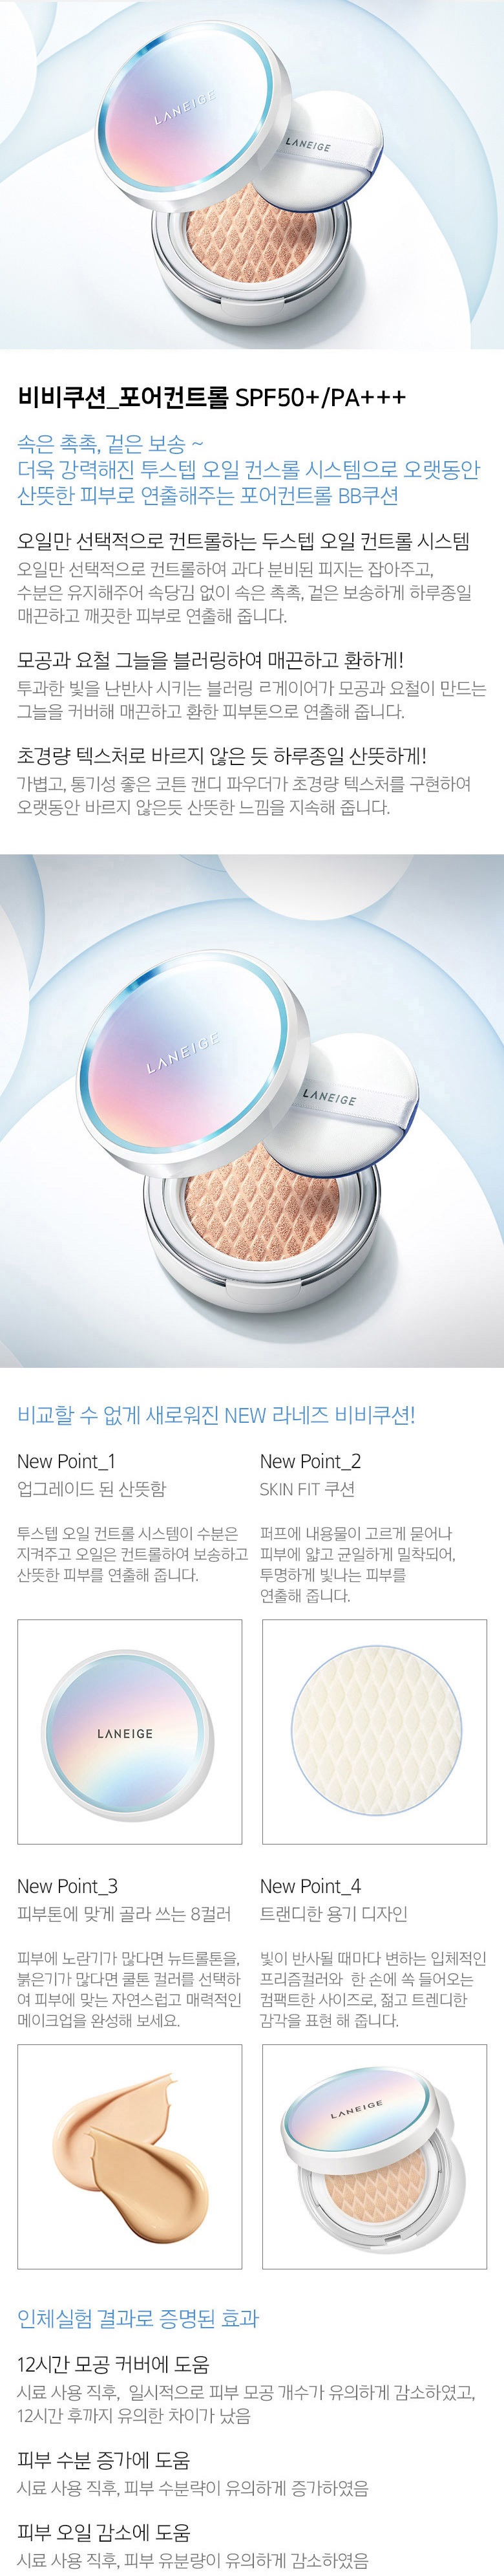 LANEIGE
LANEIGE
비비쿠션_포어컨트롤 SPF50+/PA+++
속은 촉촉, 겉은 보송 ~
더욱 강력해진 투스텝 오일 컨스롤 시스템으로 오랫동안
산뜻한 피부로 연출해주는 포어컨트롤 BB쿠션
오일만 선택적으로 컨트롤하는 두스텝 오일 컨트롤 시스템
오일만 선택적으로 컨트롤하여 과다 분비된 피지는 잡아주고,
수분은 유지해주어 속당김 없이 속은 촉촉, 겉은 보송하게 하루종일
매끈하고 깨끗한 피부로 연출해 줍니다.
모공과 요철 그늘을 블러링하여 매끈하고 환하게!
투과한 빛을 난반사 시키는 블러링 ㄹ게이어가 모공과 요철이 만드는
그늘을 커버해 매끈하고 환한 피부톤으로 연출해 줍니다.
초경량 텍스처로 바르지 않은 듯 하루종일 산뜻하게!
가볍고, 통기성 좋은 코튼 캔디 파우더가 초경량 텍스처를 구현하여
오랫동안 바르지 않은듯 산뜻한 느낌을 지속해 줍니다.
LANEIGE
LANEIGE
비교할 수 없게 새로워진 NEW 라네즈 비비쿠션!
New Point_1
업그레이드 된 산뜻함
투스텝 오일 컨트롤 시스템이 수분은
지켜주고 오일은 컨트롤하여 보송하고
산뜻한 피부를 연출해 줍니다.
New Point_2
SKIN FIT 쿠션
퍼프에 내용물이 고르게 묻어나
피부에 얇고 균일하게 밀착되어,
투명하게 빛나는 피부를
연출해 줍니다.
LANEIGE
New Point_3
피부톤에 맞게 골라 쓰는 8컬러
피부에 노란기가 많다면 뉴트롤톤을,
붉은기가 많다면 쿨톤 컬러를 선택하
여 피부에 맞는 자연스럽고 매력적인
메이크업을 완성해 보세요.
New Point_4
트랜디한 용기 디자인
빛이 반사될 때마다 변하는 입체적인
프리즘컬러와  한 손에 쏙 들어오는
컴팩트한 사이즈로, 젊고 트렌디한
감각을 표현 해 줍니다.
LANEIGE
인체실험 결과로 증명된 효과
12시간 모공 커버에 도움
시료 사용 직후,  일시적으로 피부 모공 개수가 유의하게 감소하였고,
12시간 후까지 유의한 차이가 났음
피부 수분 증가에 도움
시료 사용 직후, 피부 수분략이 유의하게 증가하였음
피부 오일 감소에 도움
시료 사용 직후, 피부 유분량이 유의하게 감소하였음